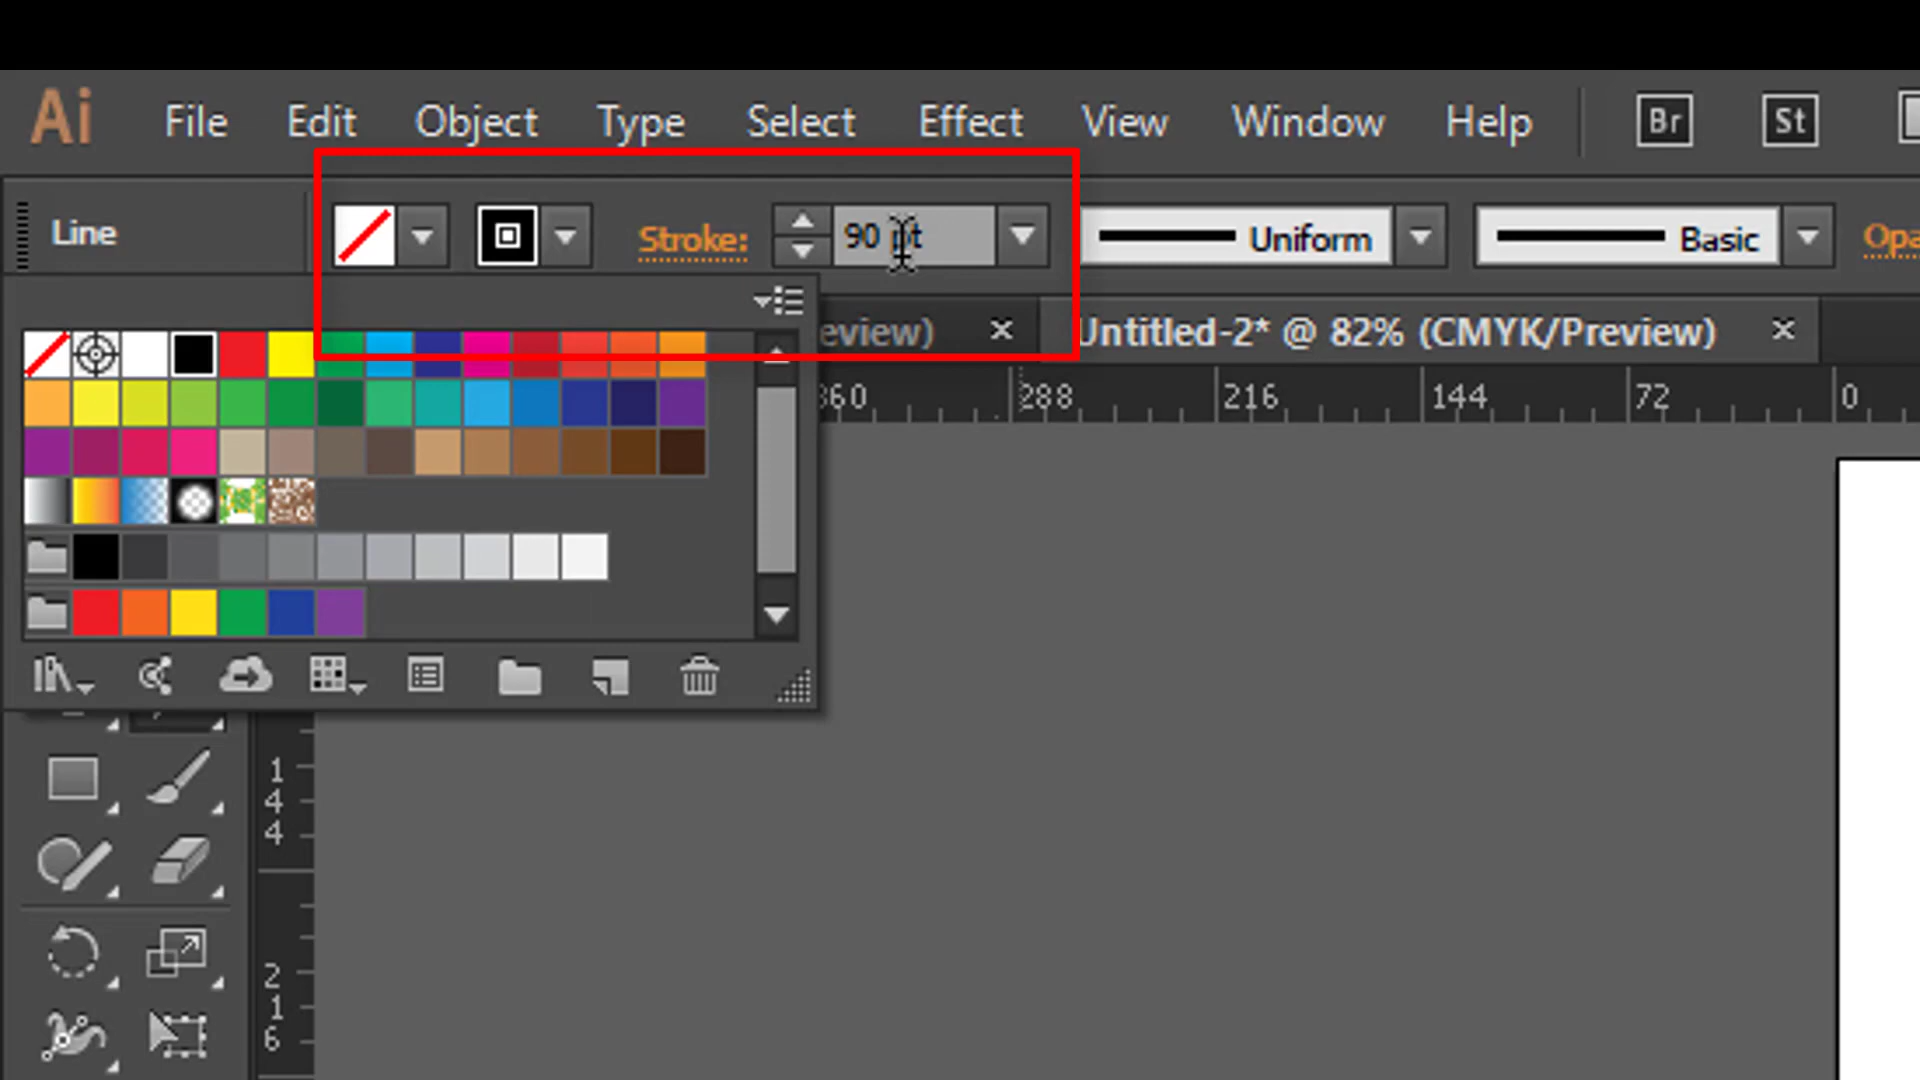 Ai File Edit Object Type Select Effect View Window Help Br St
Line Stroke: 90 pt Uniform Basic Opa
eview) × Untitled-2* @ 82% (CMYK/Preview) ×
360 288 216 144 72 0
1
4
4
2
1
6